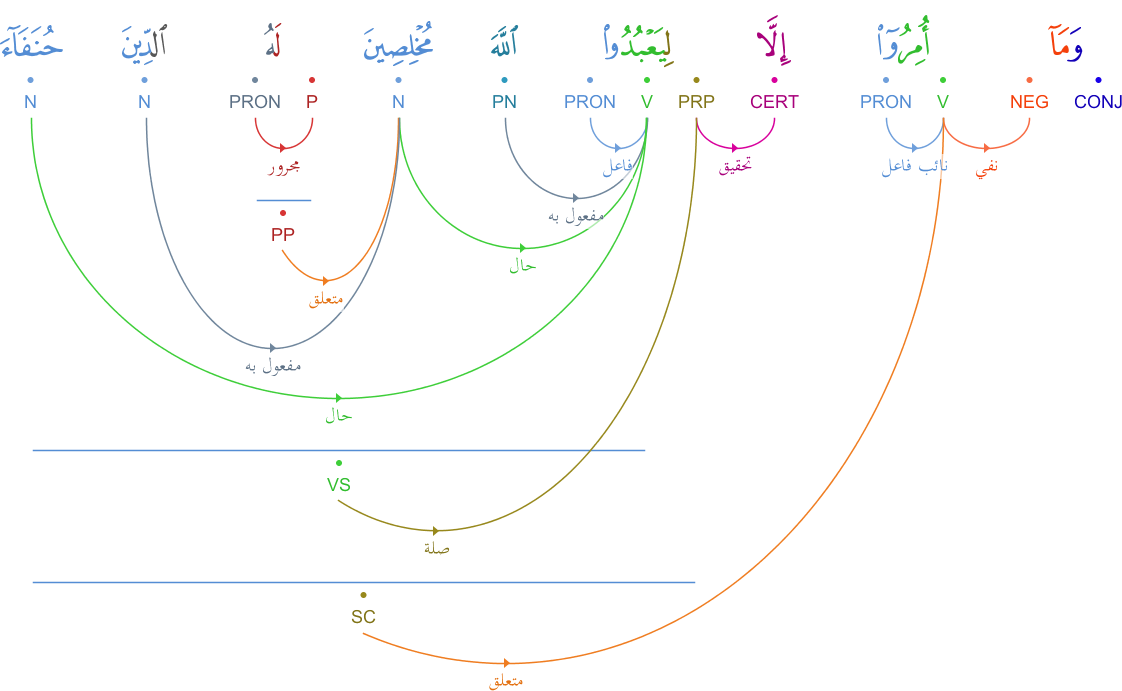 وَمَآ أُمِرُوٓا۟ إِلَّا لِيَعْبُدُوا۟ ٱللَّهَ مُخْلِصِينَ لَهُ ٱلدِّينَ حُنَفَآءَ
CONJ NEG V PRON CERT PRP V PRON PN N P PRON N N
نفي نائب فاعل تحقيق فاعل مجرور
مفعول به
PP
حال
متعلق
مفعول به
حال
VS
صلة
SC
متعلق